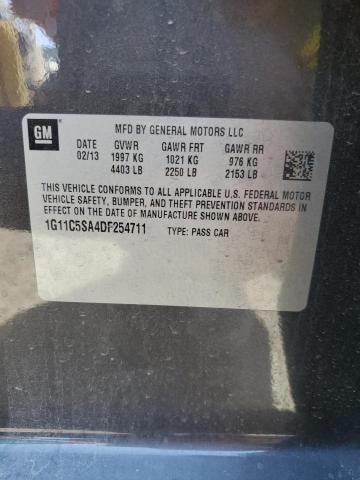 GM
MFD BY GENERAL MOTORS LLC
DATE GVWR GAWR FRT GAWR RR
02/13 1997 KG 1021 KG 976 KG
4403 LB 2250 LB 2153 LB
THIS VEHICLE CONFORMS TO ALL APPLICABLE U.S. FEDERAL MOTOR
VEHICLE SAFETY, BUMPER, AND THEFT PREVENTION STANDARDS IN
EFFECT ON THE DATE OF MANUFACTURE SHOWN ABOVE.
1G11C5SA4DF254711 TYPE: PASS CAR